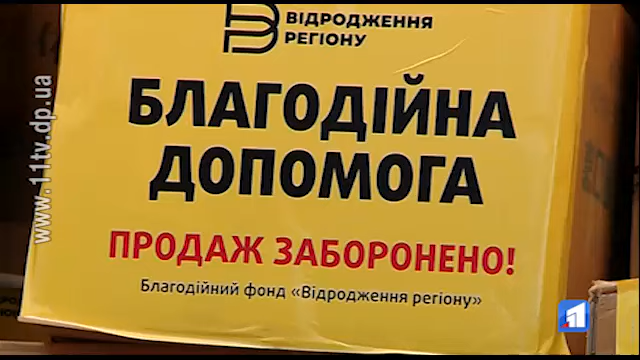 ВІДРОДЖЕННЯ
РЕГІОНУ
БЛАГОДІЙНА
ДОПОМОГА
ПРОДАЖ ЗАБОРОНЕНО!
Благодійний фонд «Відродження регіону»
www.11tv.dp.ua